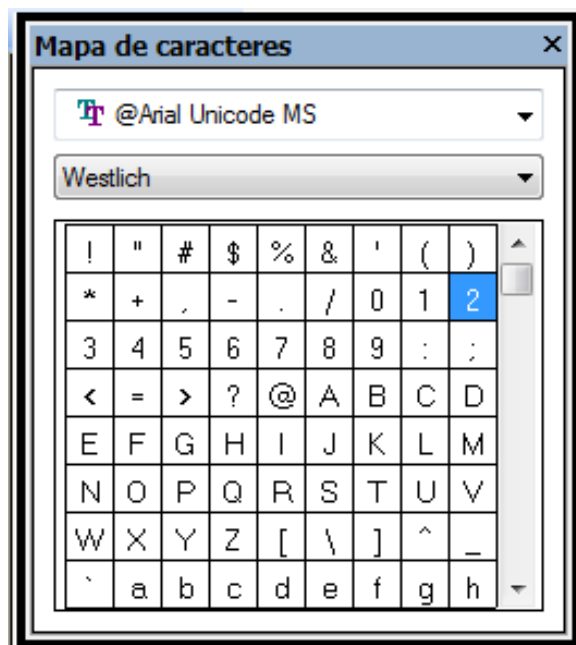 Mapa de caracteres
@Arial Unicode MS
Westlich
! " # $ % & ' ( )
* + , - . / 0 1 2
3 4 5 6 7 8 9 : ;
< = > ? @ A B C D
E F G H I J K L M
N O P Q R S T U V
W X Y Z [ \ ] ^ _
` a b c d e f g h